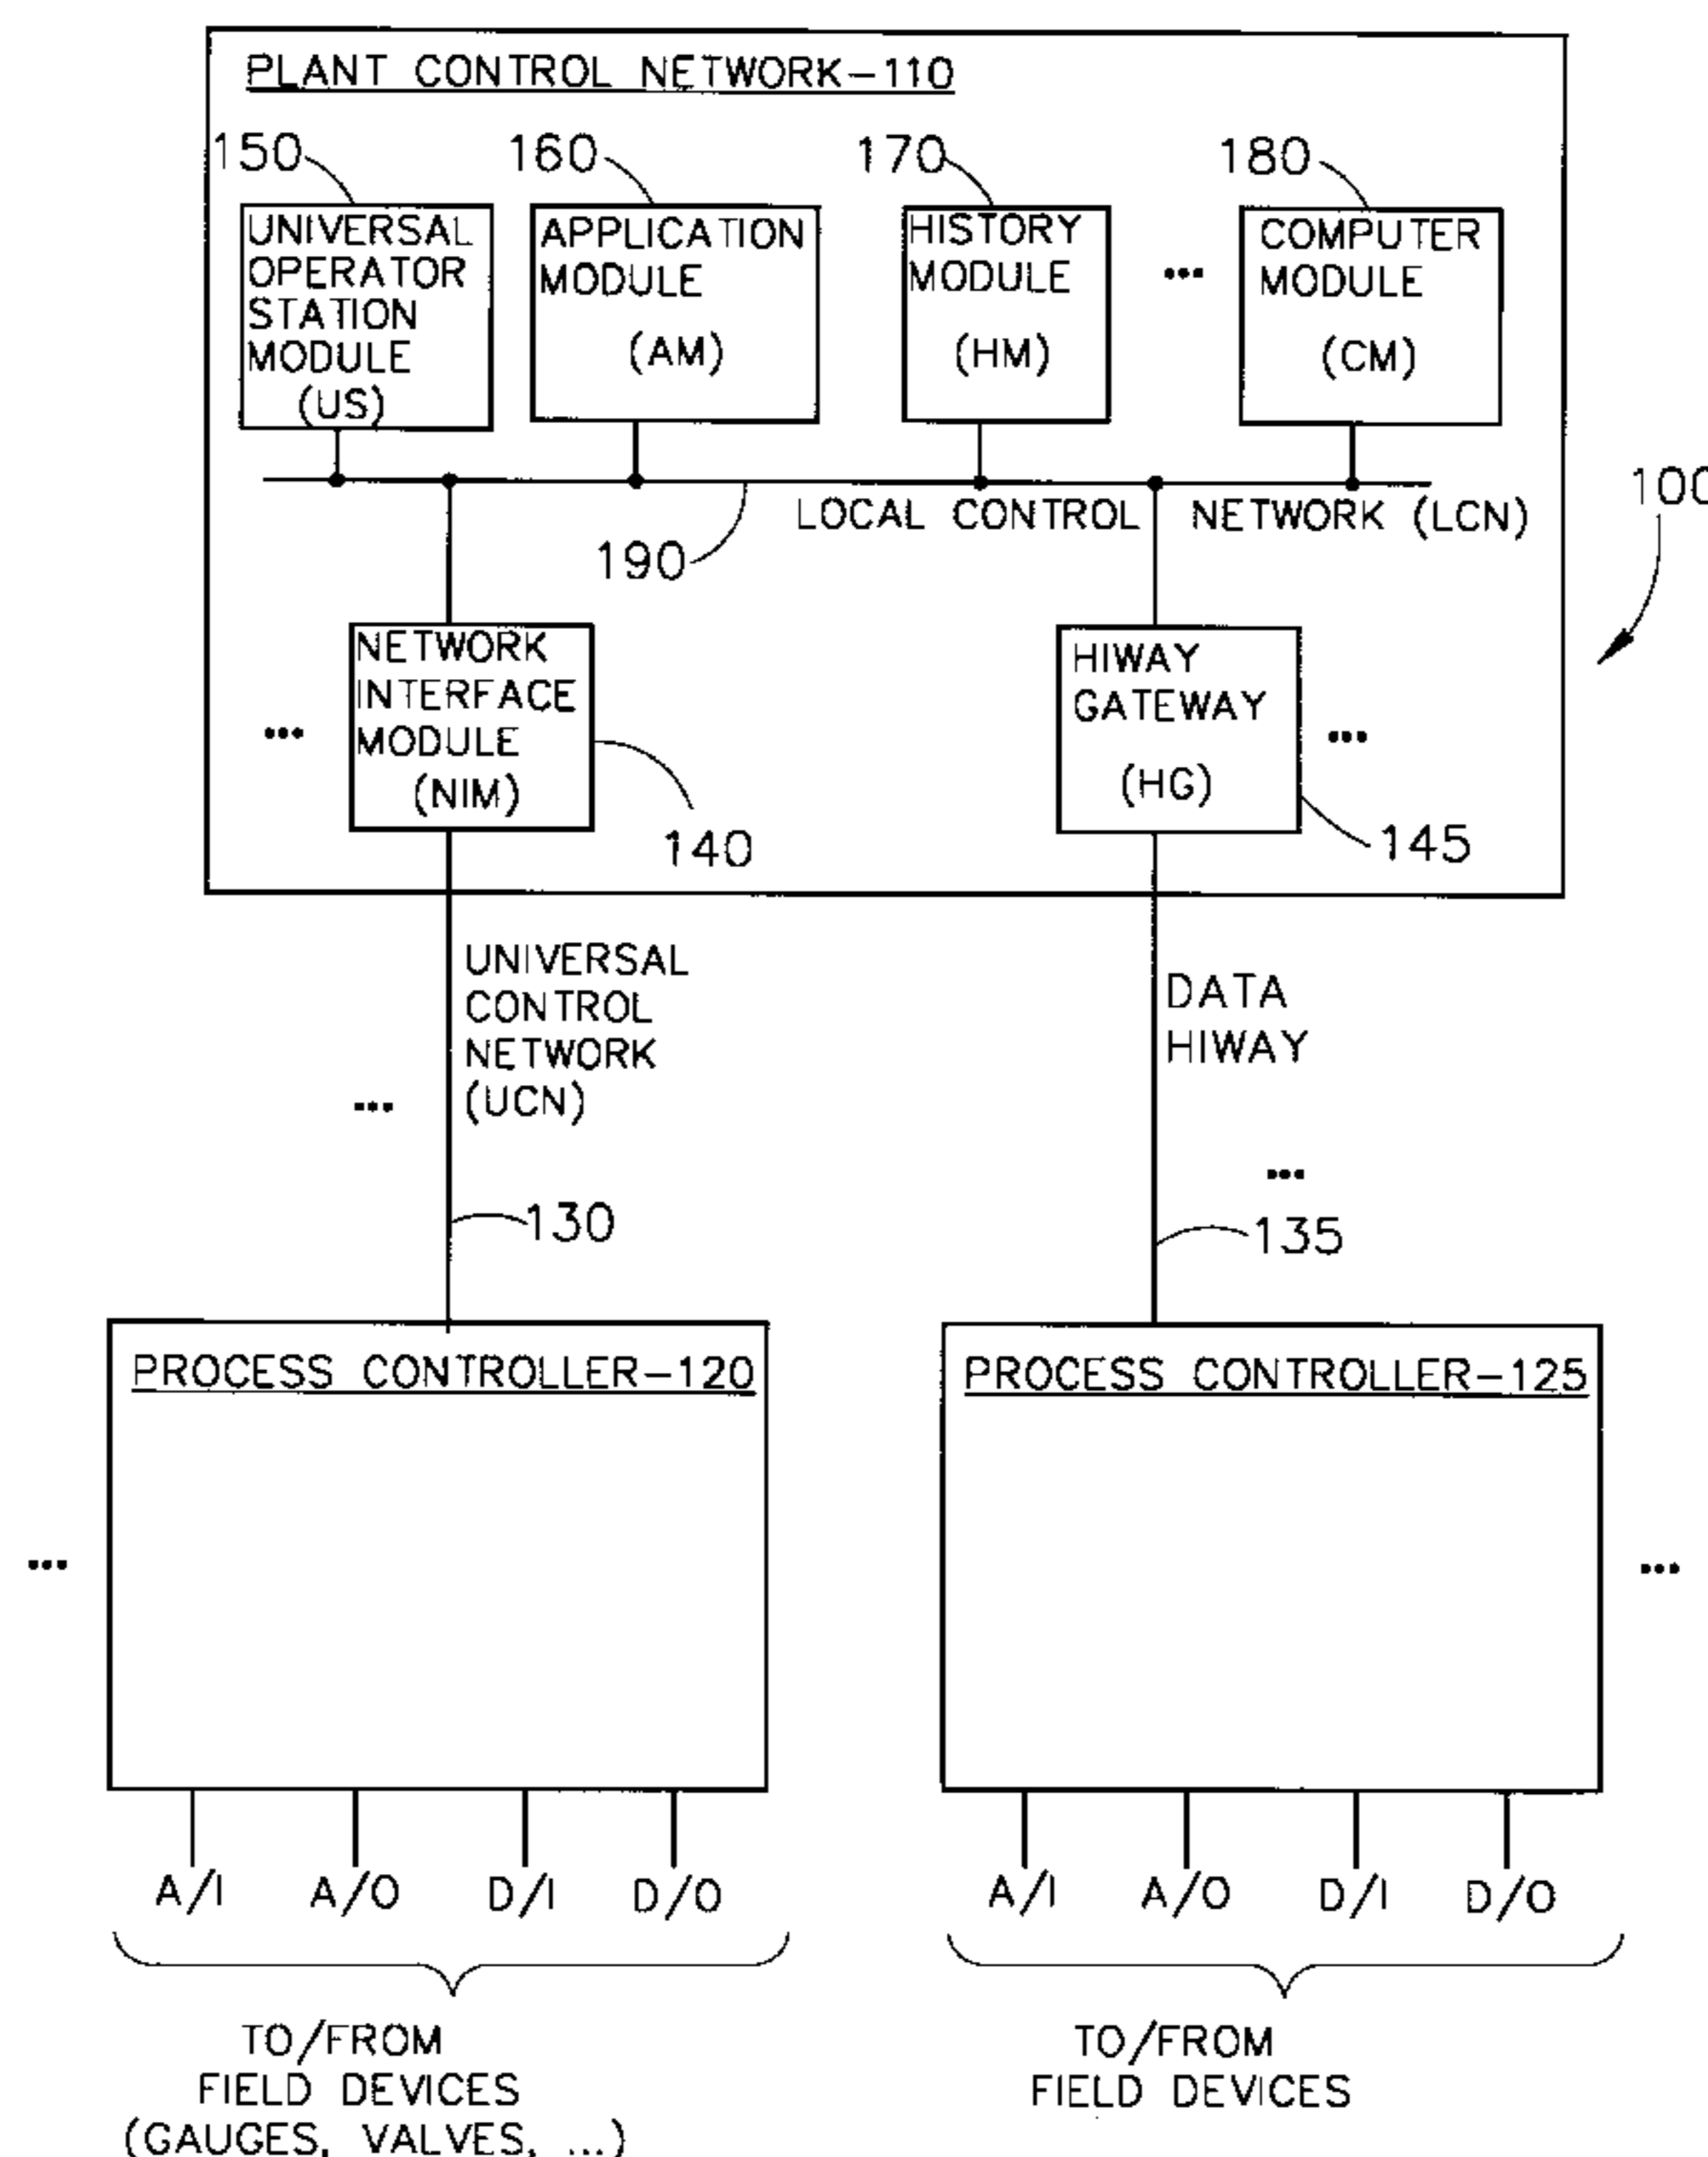 PLANT CONTROL NETWORK-110
150
160
170
180
UNIVERSAL
OPERATOR
STATION
MODULE
(US)
APPLICATION
MODULE
(AM)
HISTORY
MODULE
(HM)
...
COMPUTER
MODULE
(CM)
LOCAL CONTROL NETWORK (LCN)
100
190
NETWORK
INTERFACE
MODULE
(NIM)
...
140
HIWAY
GATEWAY
(HG)
...
145
UNIVERSAL
CONTROL
NETWORK
(UCN)
...
DATA
HIWAY
...
130
135
PROCESS CONTROLLER-120
PROCESS CONTROLLER-125
...
...
A/I A/O D/I D/O
A/I A/O D/I D/O
TO/FROM
FIELD DEVICES
(GAUGES, VALVES, ...)
TO/FROM
FIELD DEVICES